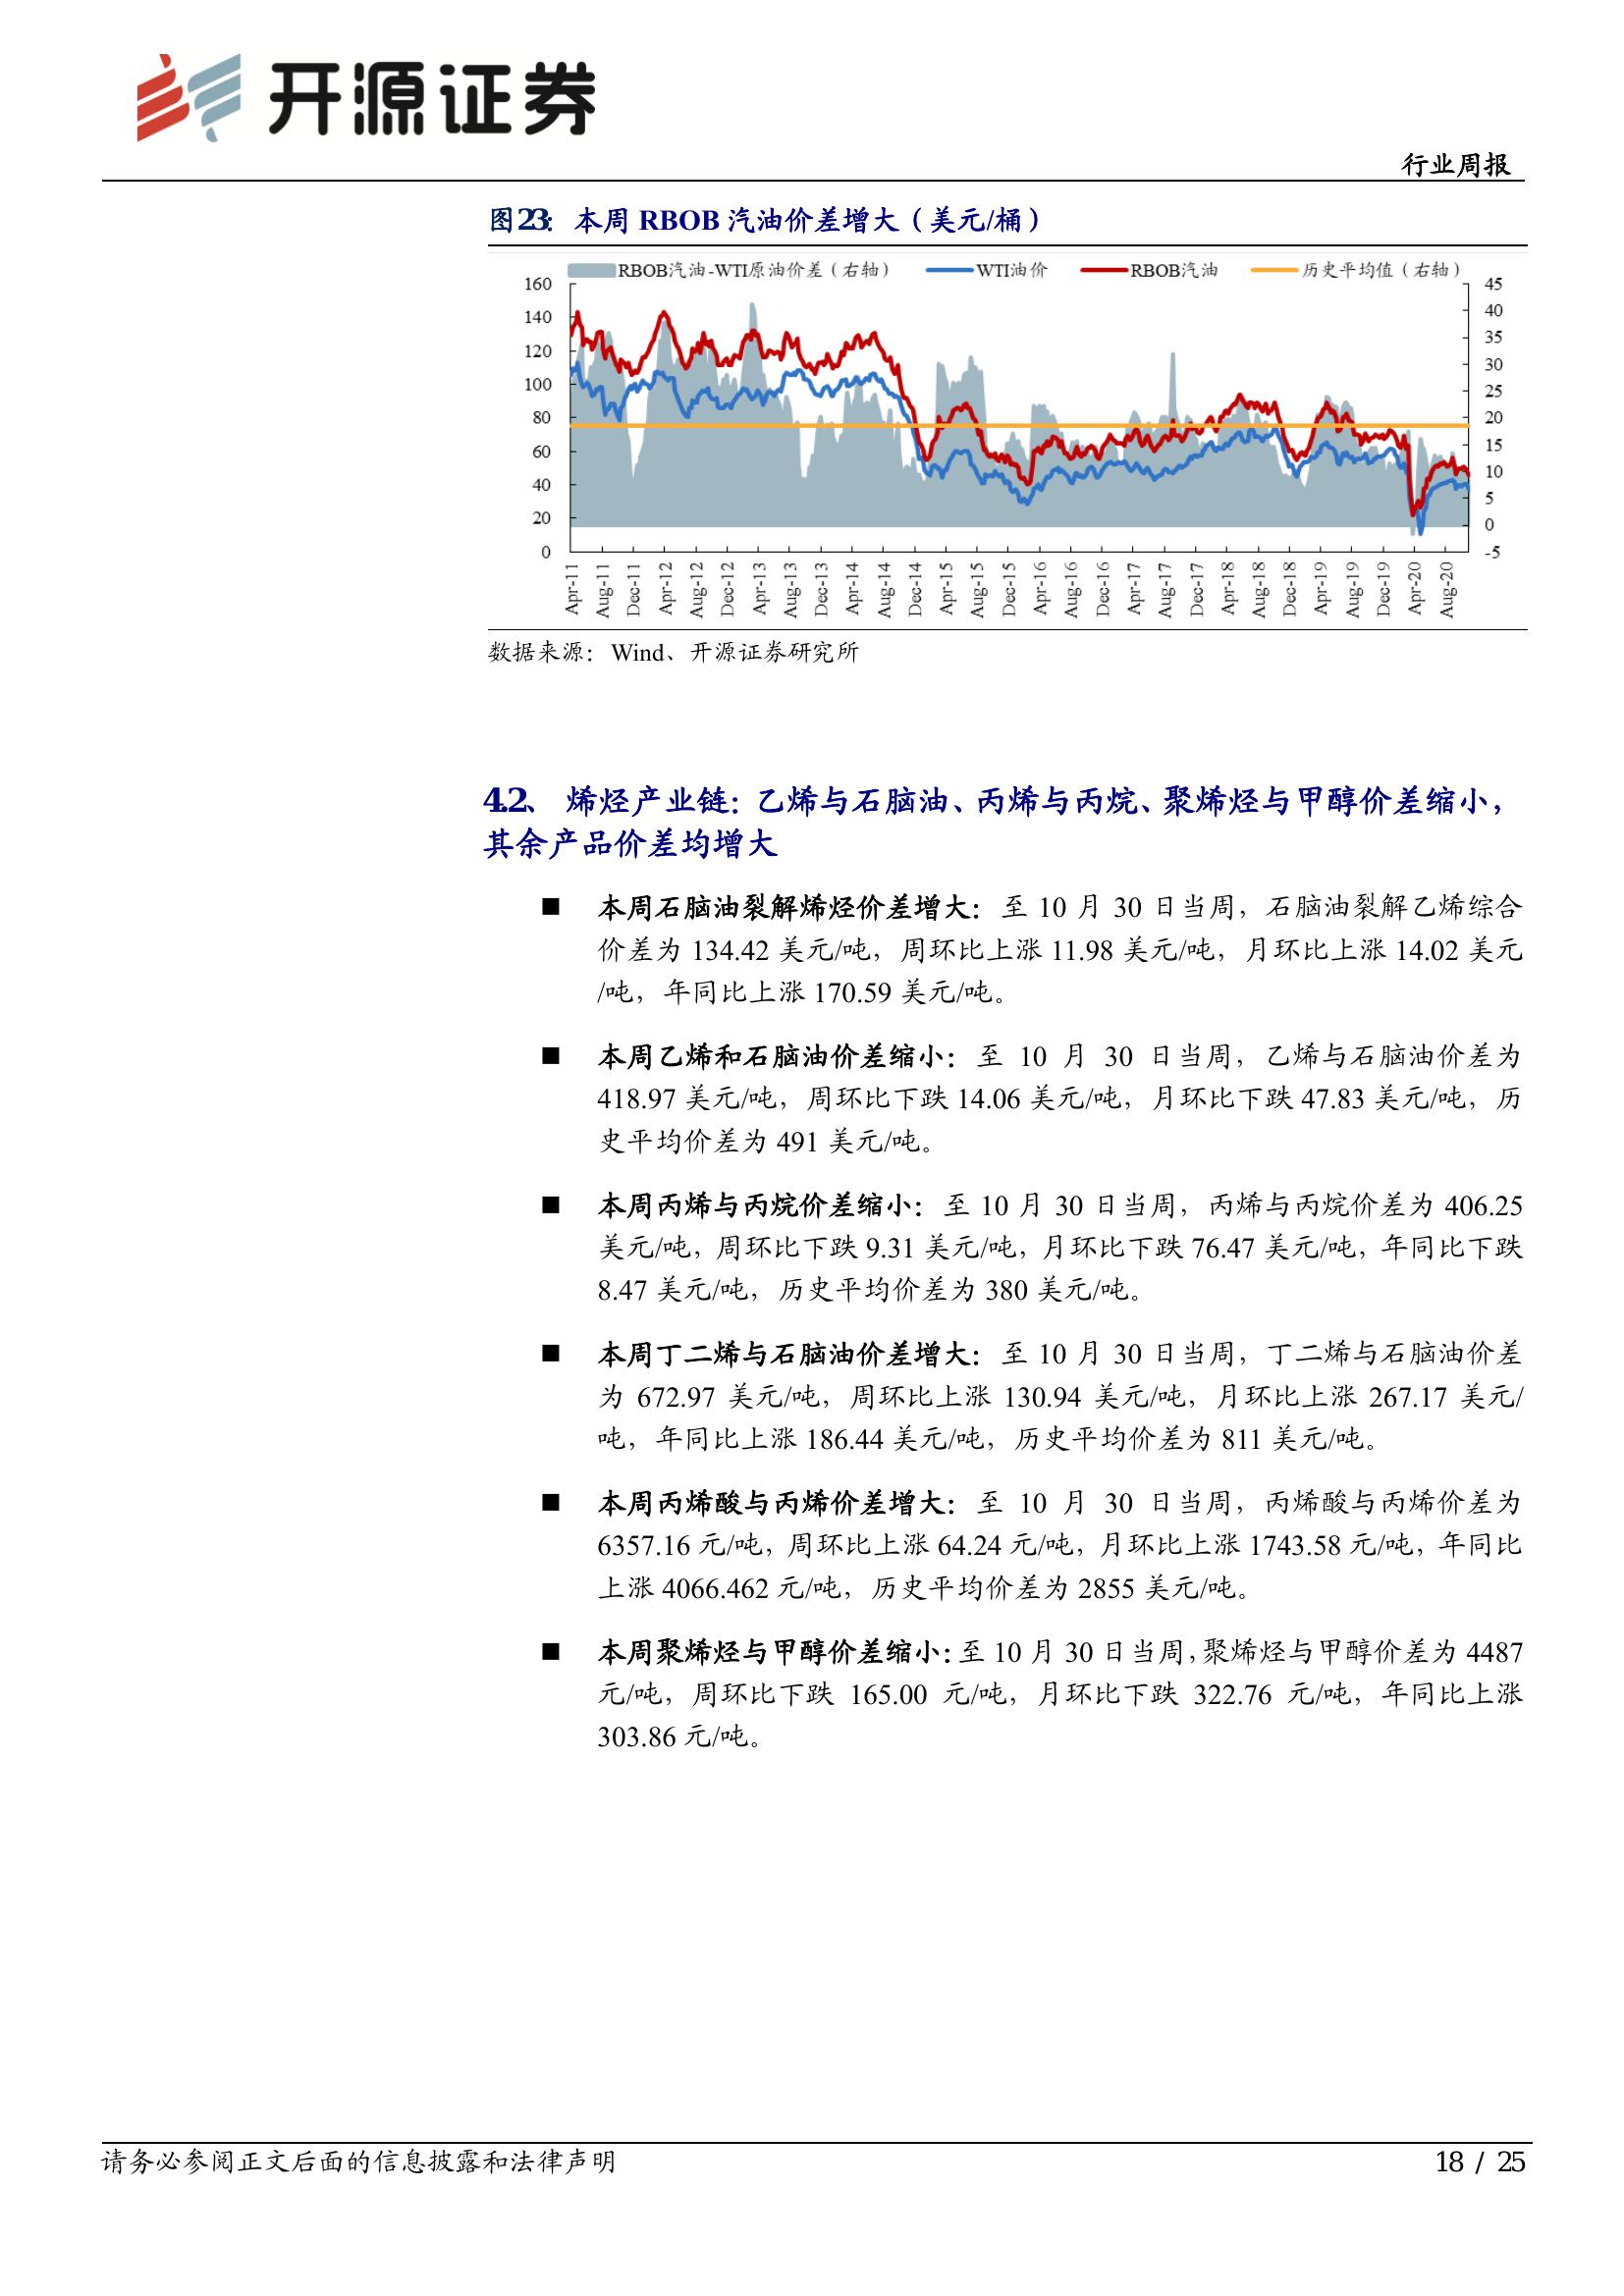 开源证券
行业周报
图23： 本周 RBOB 汽油价差增大（美元/桶）
RBOB汽油-WTI原油价差（右轴） WTI油价 RBOB汽油 历史平均值（右轴）
160 45
140 40
120 35
100 30
80 25
60 20
40 15
20 10
0 5
0
-5
Apr-11 Aug-11 Dec-11 Apr-12 Aug-12 Dec-12 Apr-13 Aug-13 Dec-13 Apr-14 Aug-14 Dec-14 Apr-15 Aug-15 Dec-15 Apr-16 Aug-16 Dec-16 Apr-17 Aug-17 Dec-17 Apr-18 Aug-18 Dec-18 Apr-19 Aug-19 Dec-19 Apr-20 Aug-20
数据来源：Wind、开源证券研究所
4.2、 烯烃产业链：乙烯与石脑油、丙烯与丙烷、聚烯烃与甲醇价差缩小，
其余产品价差均增大
■ 本周石脑油裂解烯烃价差增大：至 10 月 30 日当周，石脑油裂解乙烯综合
价差为 134.42 美元/吨，周环比上涨 11.98 美元/吨，月环比上涨 14.02 美元
/吨，年同比上涨 170.59 美元/吨。
■ 本周乙烯和石脑油价差缩小：至 10 月 30 日当周，乙烯与石脑油价差为
418.97 美元/吨，周环比下跌 14.06 美元/吨，月环比下跌 47.83 美元/吨，历
史平均价差为 491 美元/吨。
■ 本周丙烯与丙烷价差缩小：至 10 月 30 日当周，丙烯与丙烷价差为 406.25
美元/吨，周环比下跌 9.31 美元/吨，月环比下跌 76.47 美元/吨，年同比下跌
8.47 美元/吨，历史平均价差为 380 美元/吨。
■ 本周丁二烯与石脑油价差增大：至 10 月 30 日当周，丁二烯与石脑油价差
为 672.97 美元/吨，周环比上涨 130.94 美元/吨，月环比上涨 267.17 美元/
吨，年同比上涨 186.44 美元/吨，历史平均价差为 811 美元/吨。
■ 本周丙烯酸与丙烯价差增大：至 10 月 30 日当周，丙烯酸与丙烯价差为
6357.16 元/吨，周环比上涨 64.24 元/吨，月环比上涨 1743.58 元/吨，年同比
上涨 4066.462 元/吨，历史平均价差为 2855 美元/吨。
■ 本周聚烯烃与甲醇价差缩小：至 10 月 30 日当周，聚烯烃与甲醇价差为 4487
元/吨，周环比下跌 165.00 元/吨，月环比下跌 322.76 元/吨，年同比上涨
303.86 元/吨。
请务必参阅正文后面的信息披露和法律声明
18 / 25